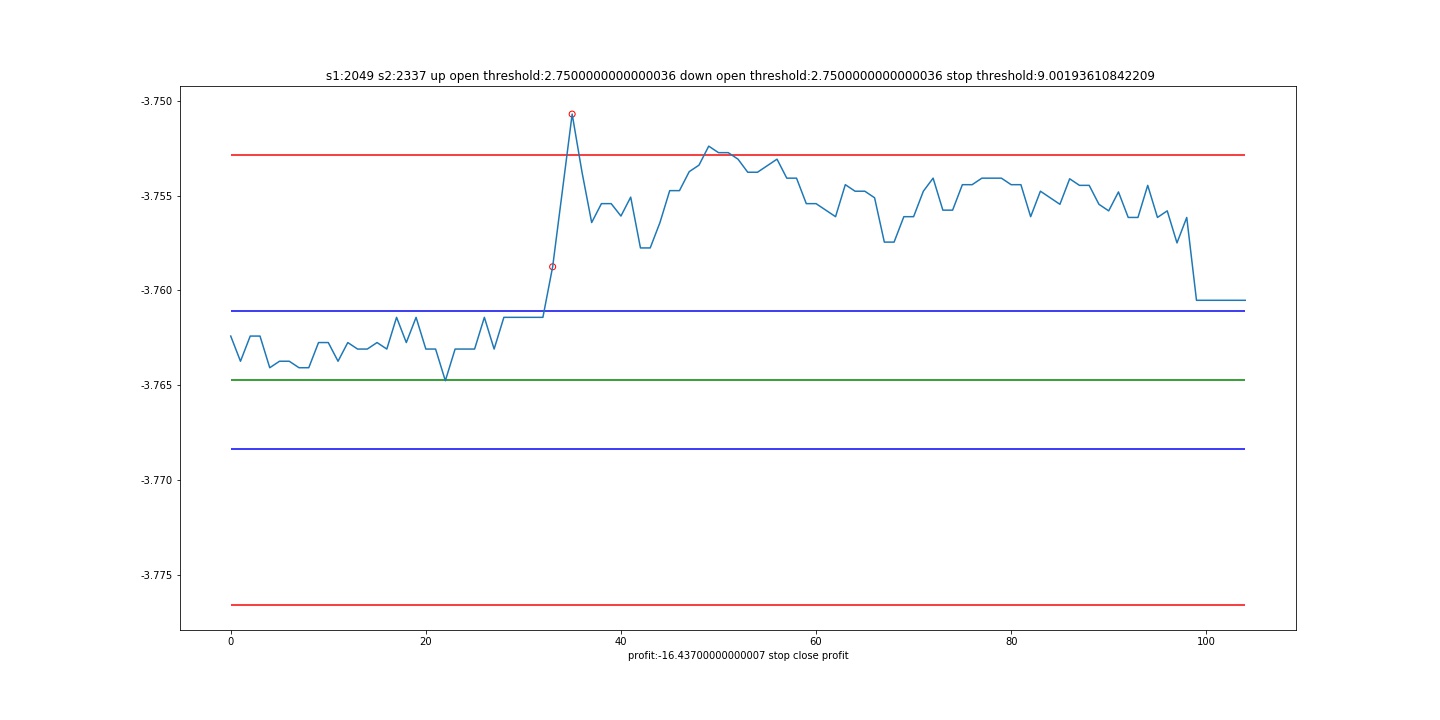 s1:2049 s2:2337 up open threshold:2.7500000000000036 down open threshold:2.7500000000000036 stop threshold:9.00193610842209
-3.750
-3.755
-3.760
-3.765
-3.770
-3.775
0 20 40 60 80 100
profit:-16.43700000000007 stop close profit